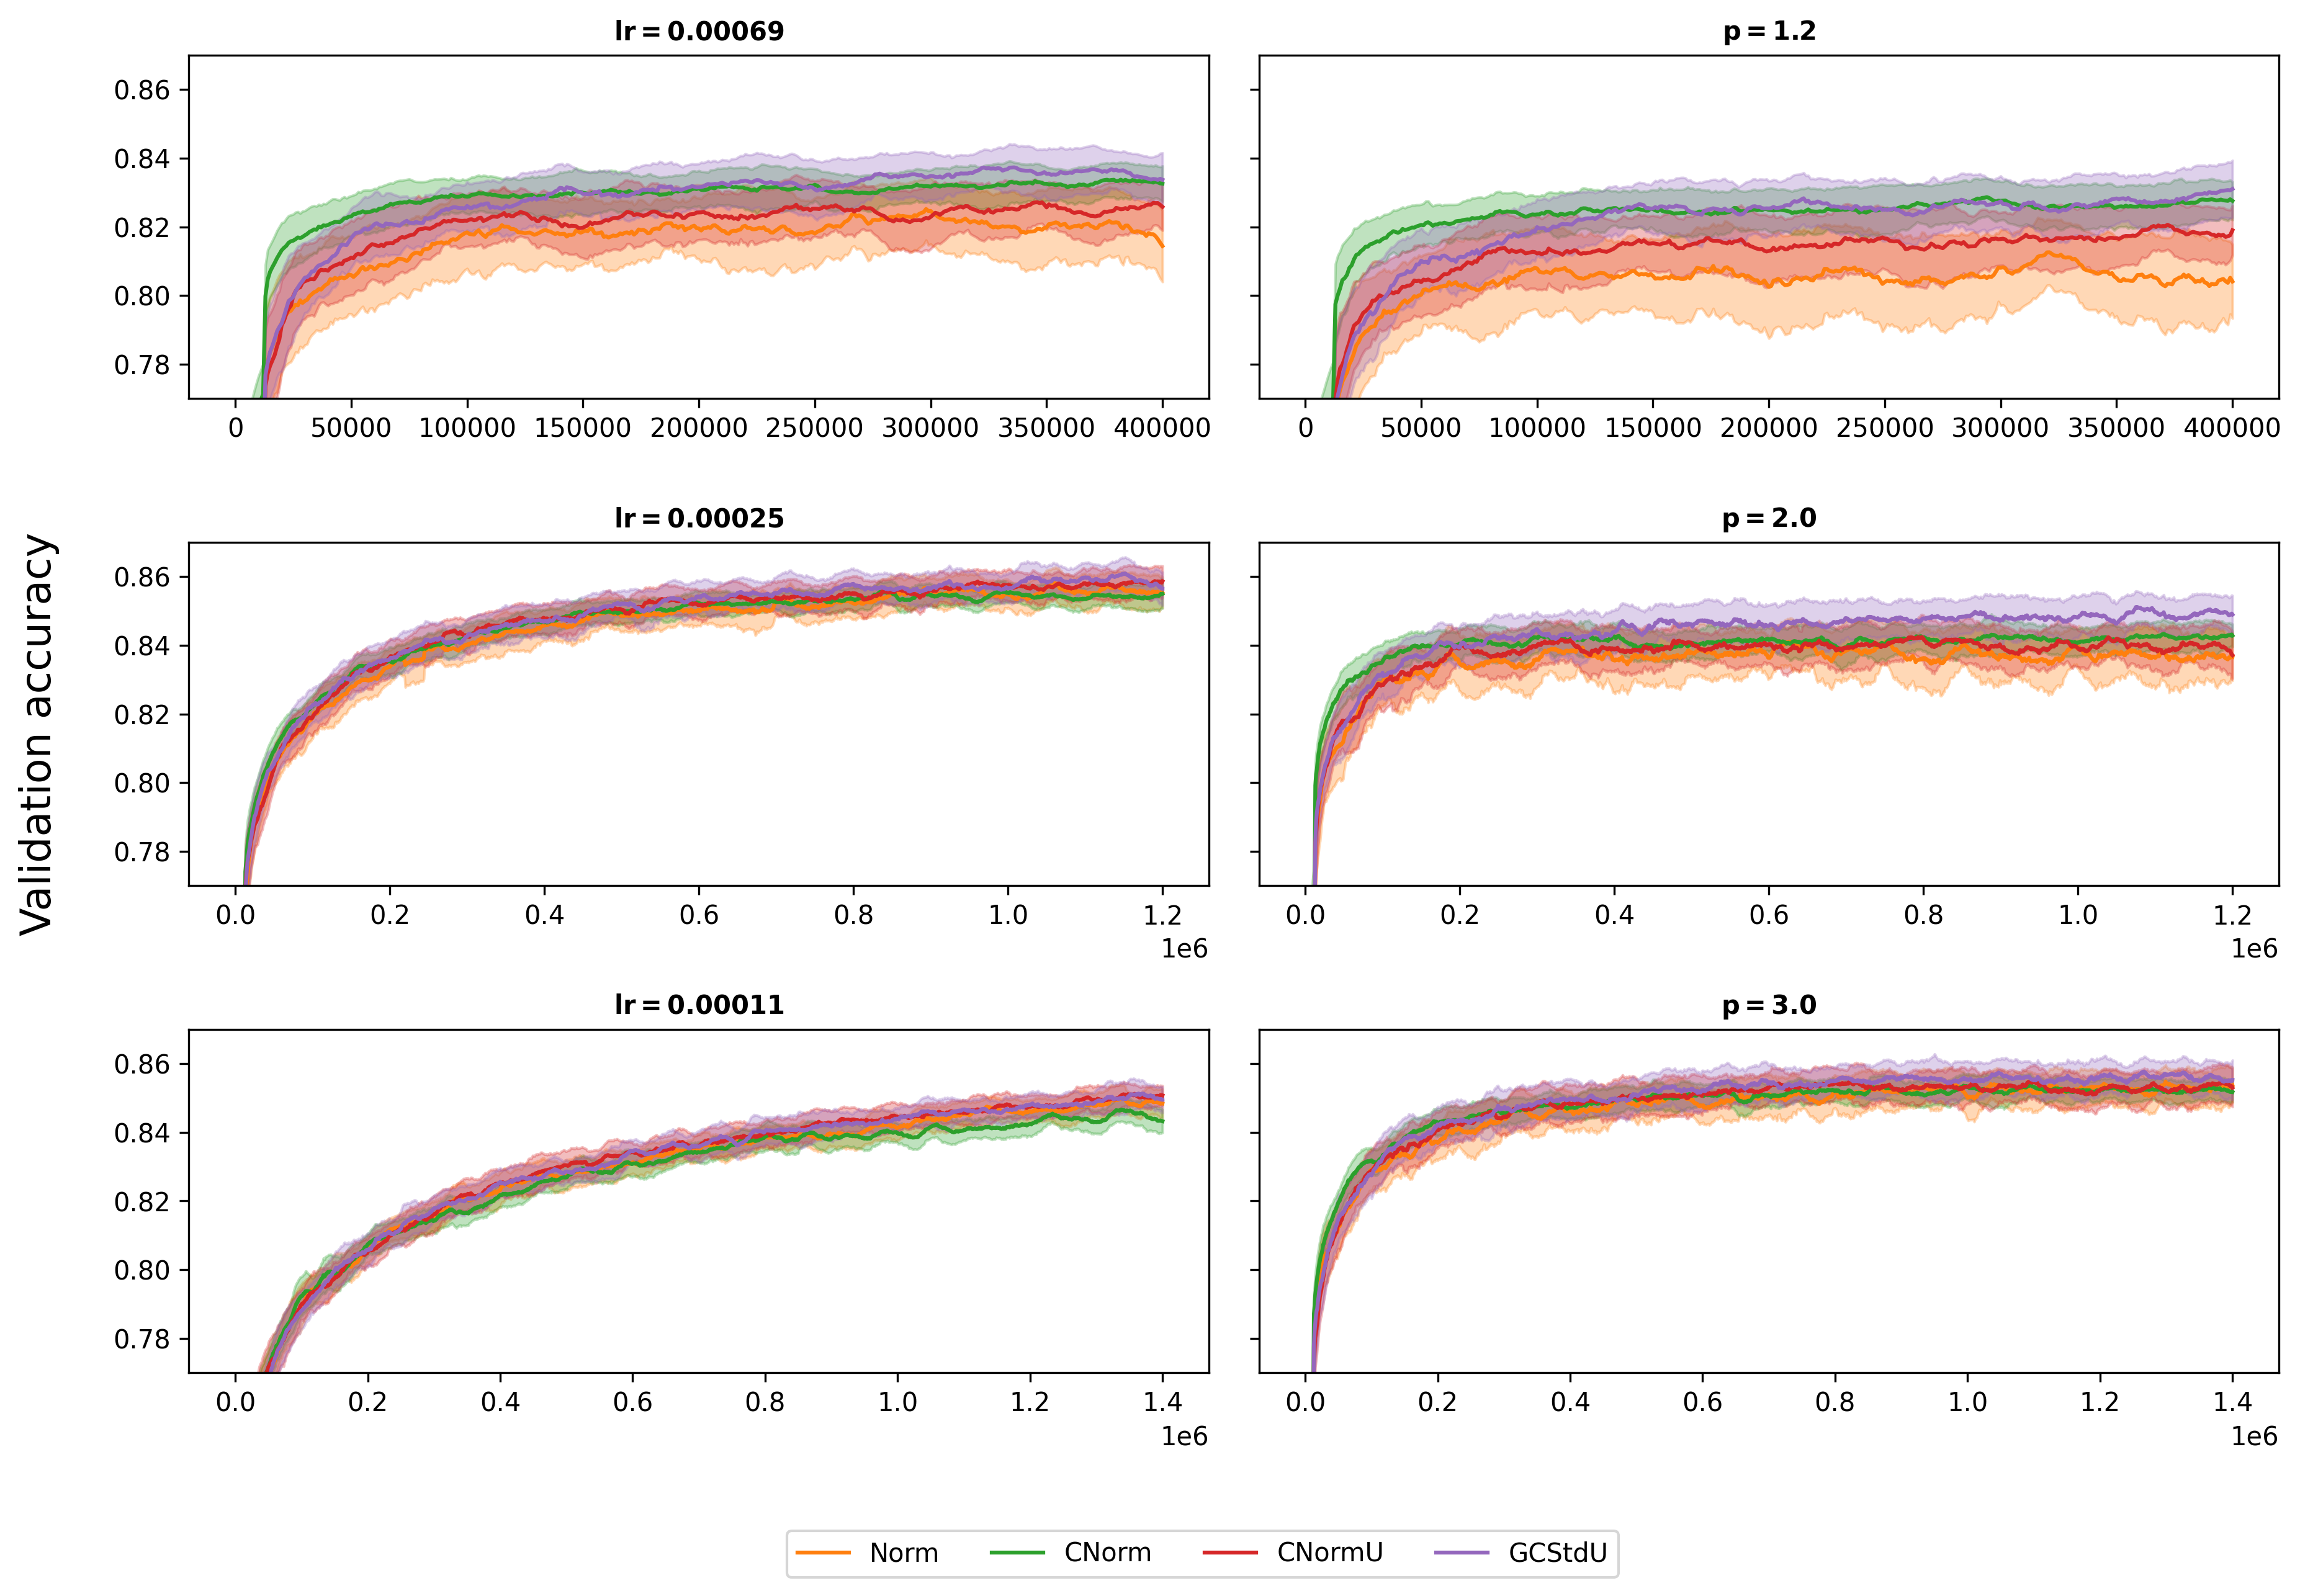 lr = 0.00069
p = 1.2
0.86
0.84
0.82
0.80
0.78
0 50000 100000 150000 200000 250000 300000 350000 400000
0 50000 100000 150000 200000 250000 300000 350000 400000
Validation accuracy
lr = 0.00025
p = 2.0
0.86
0.84
0.82
0.80
0.78
0.0 0.2 0.4 0.6 0.8 1.0 1.2
1e6
0.0 0.2 0.4 0.6 0.8 1.0 1.2
1e6
lr = 0.00011
p = 3.0
0.86
0.84
0.82
0.80
0.78
0.0 0.2 0.4 0.6 0.8 1.0 1.2 1.4
1e6
0.0 0.2 0.4 0.6 0.8 1.0 1.2 1.4
1e6
Norm CNorm CNormU GCStdU